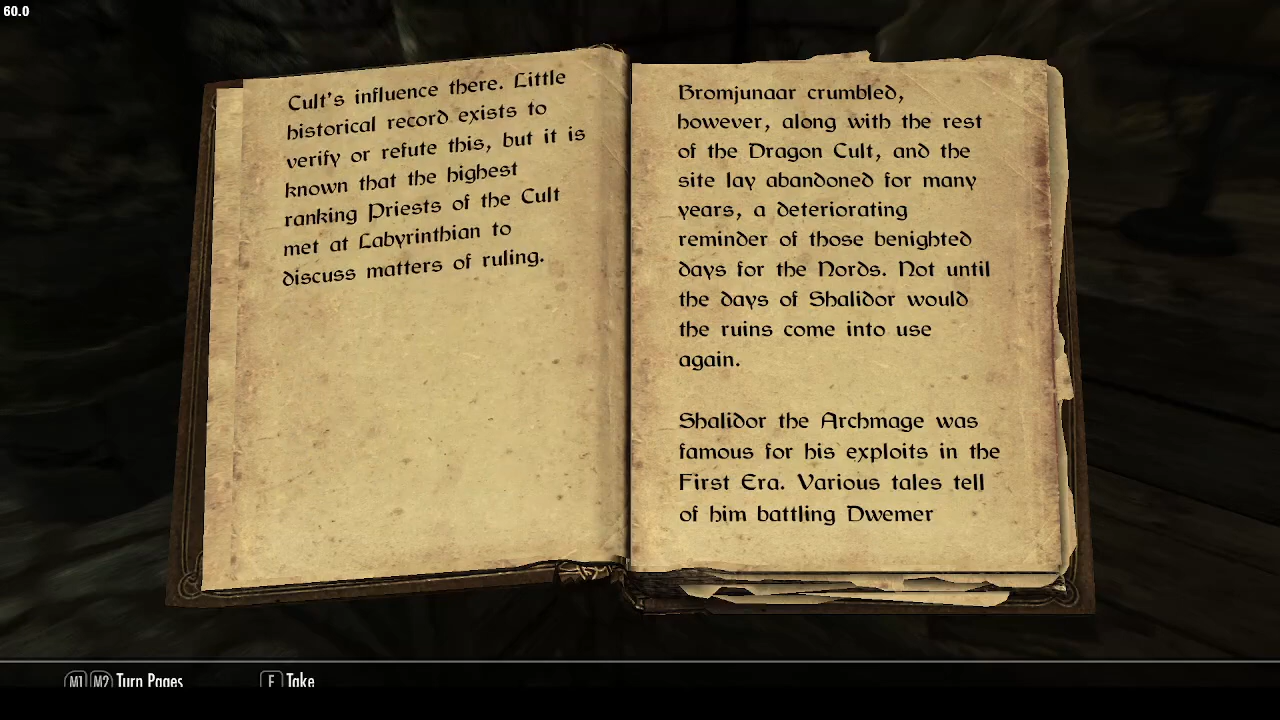 60.0
Cult's influence there. Little
historical record exists to
verify or refute this, but it is
known that the highest
ranking Priests of the Cult
met at Labyrinthian to
discuss matters of ruling.
Bromjunaar crumbled,
however, along with the rest
of the Dragon Cult, and the
site lay abandoned for many
years, a deteriorating
reminder of those benighted
days for the Nords. Not until
the days of Shalidor would
the ruins come into use
again.
Shalidor the Archmage was
famous for his exploits in the
First Era. Various tales tell
of him battling Dwemer
M1 M2 Turn Pages E Take